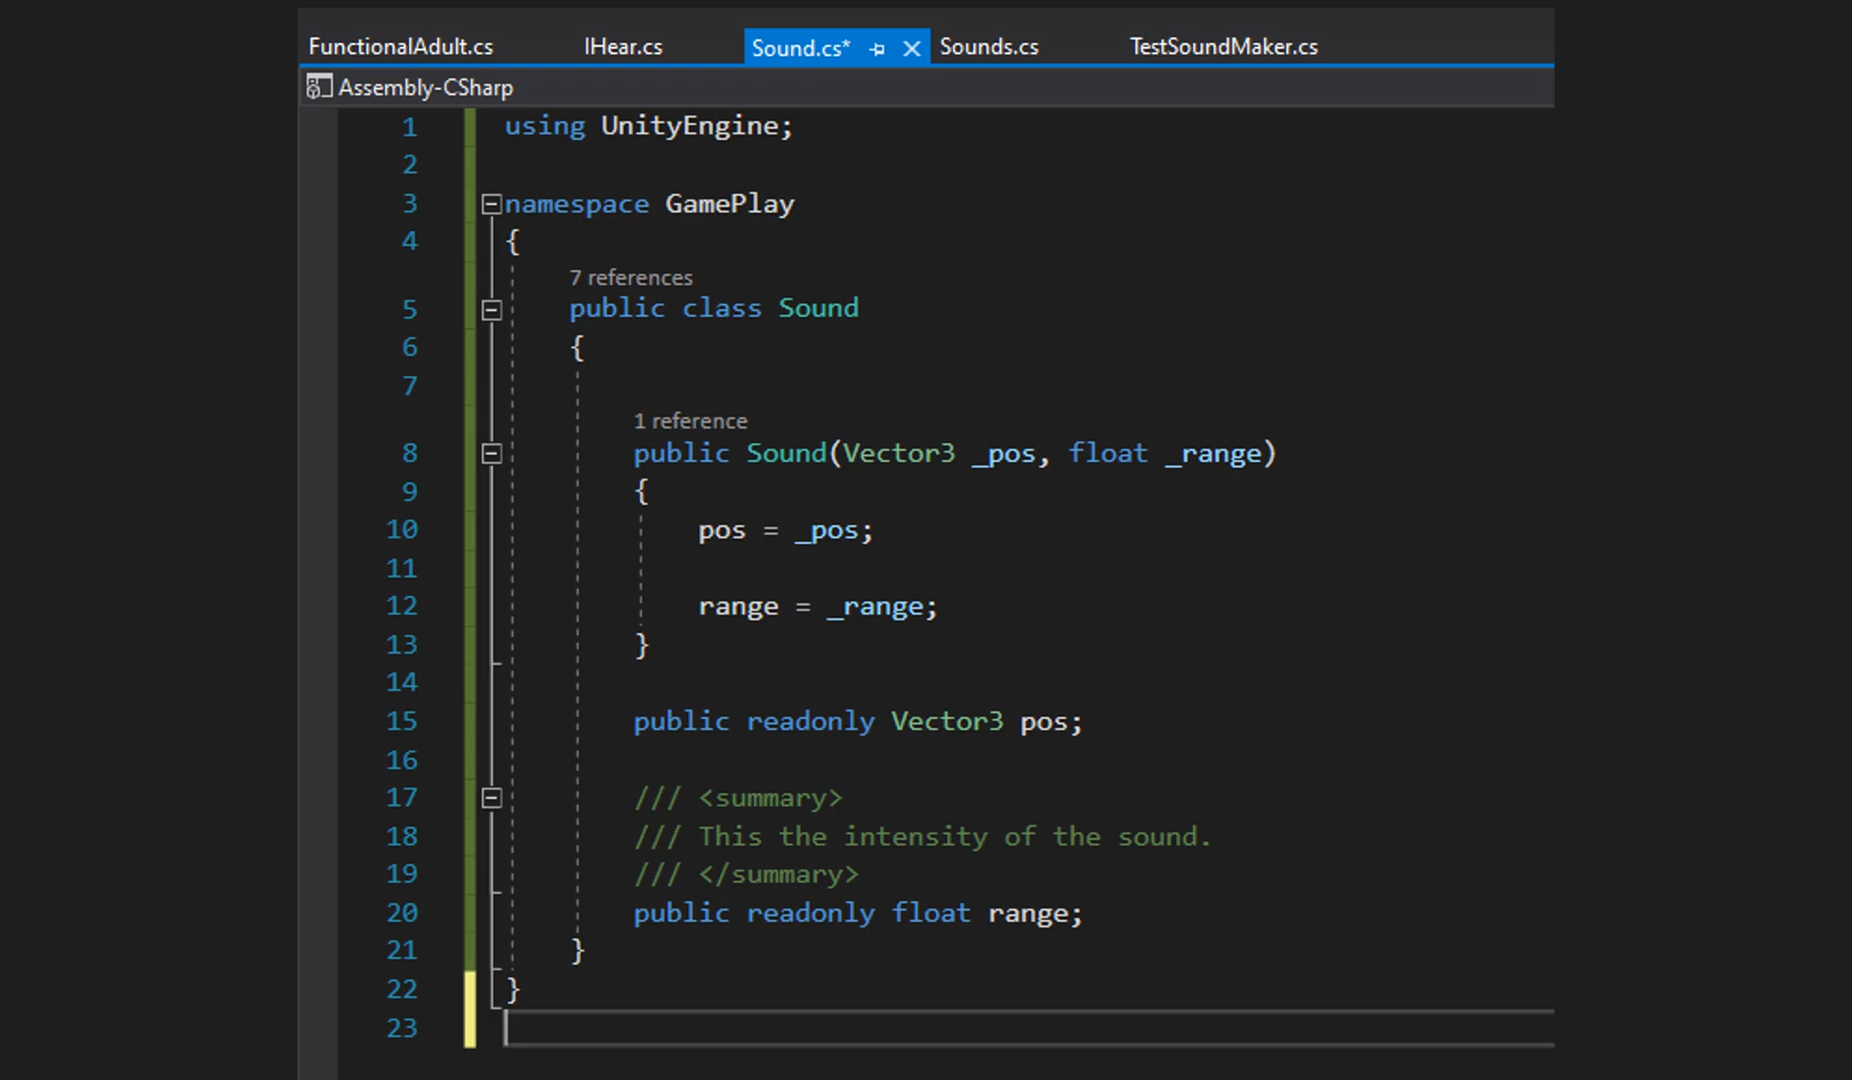 FunctionalAdult.cs IHear.cs Sound.cs* Sounds.cs TestSoundMaker.cs
Assembly-CSharp
1 using UnityEngine;
2
3 namespace GamePlay
4 {
7 references
5 public class Sound
6 {
7
1 reference
8 public Sound(Vector3 _pos, float _range)
9 {
10 pos = _pos;
11
12 range = _range;
13 }
14
15 public readonly Vector3 pos;
16
17 /// <summary>
18 /// This the intensity of the sound.
19 /// </summary>
20 public readonly float range;
21 }
22 }
23